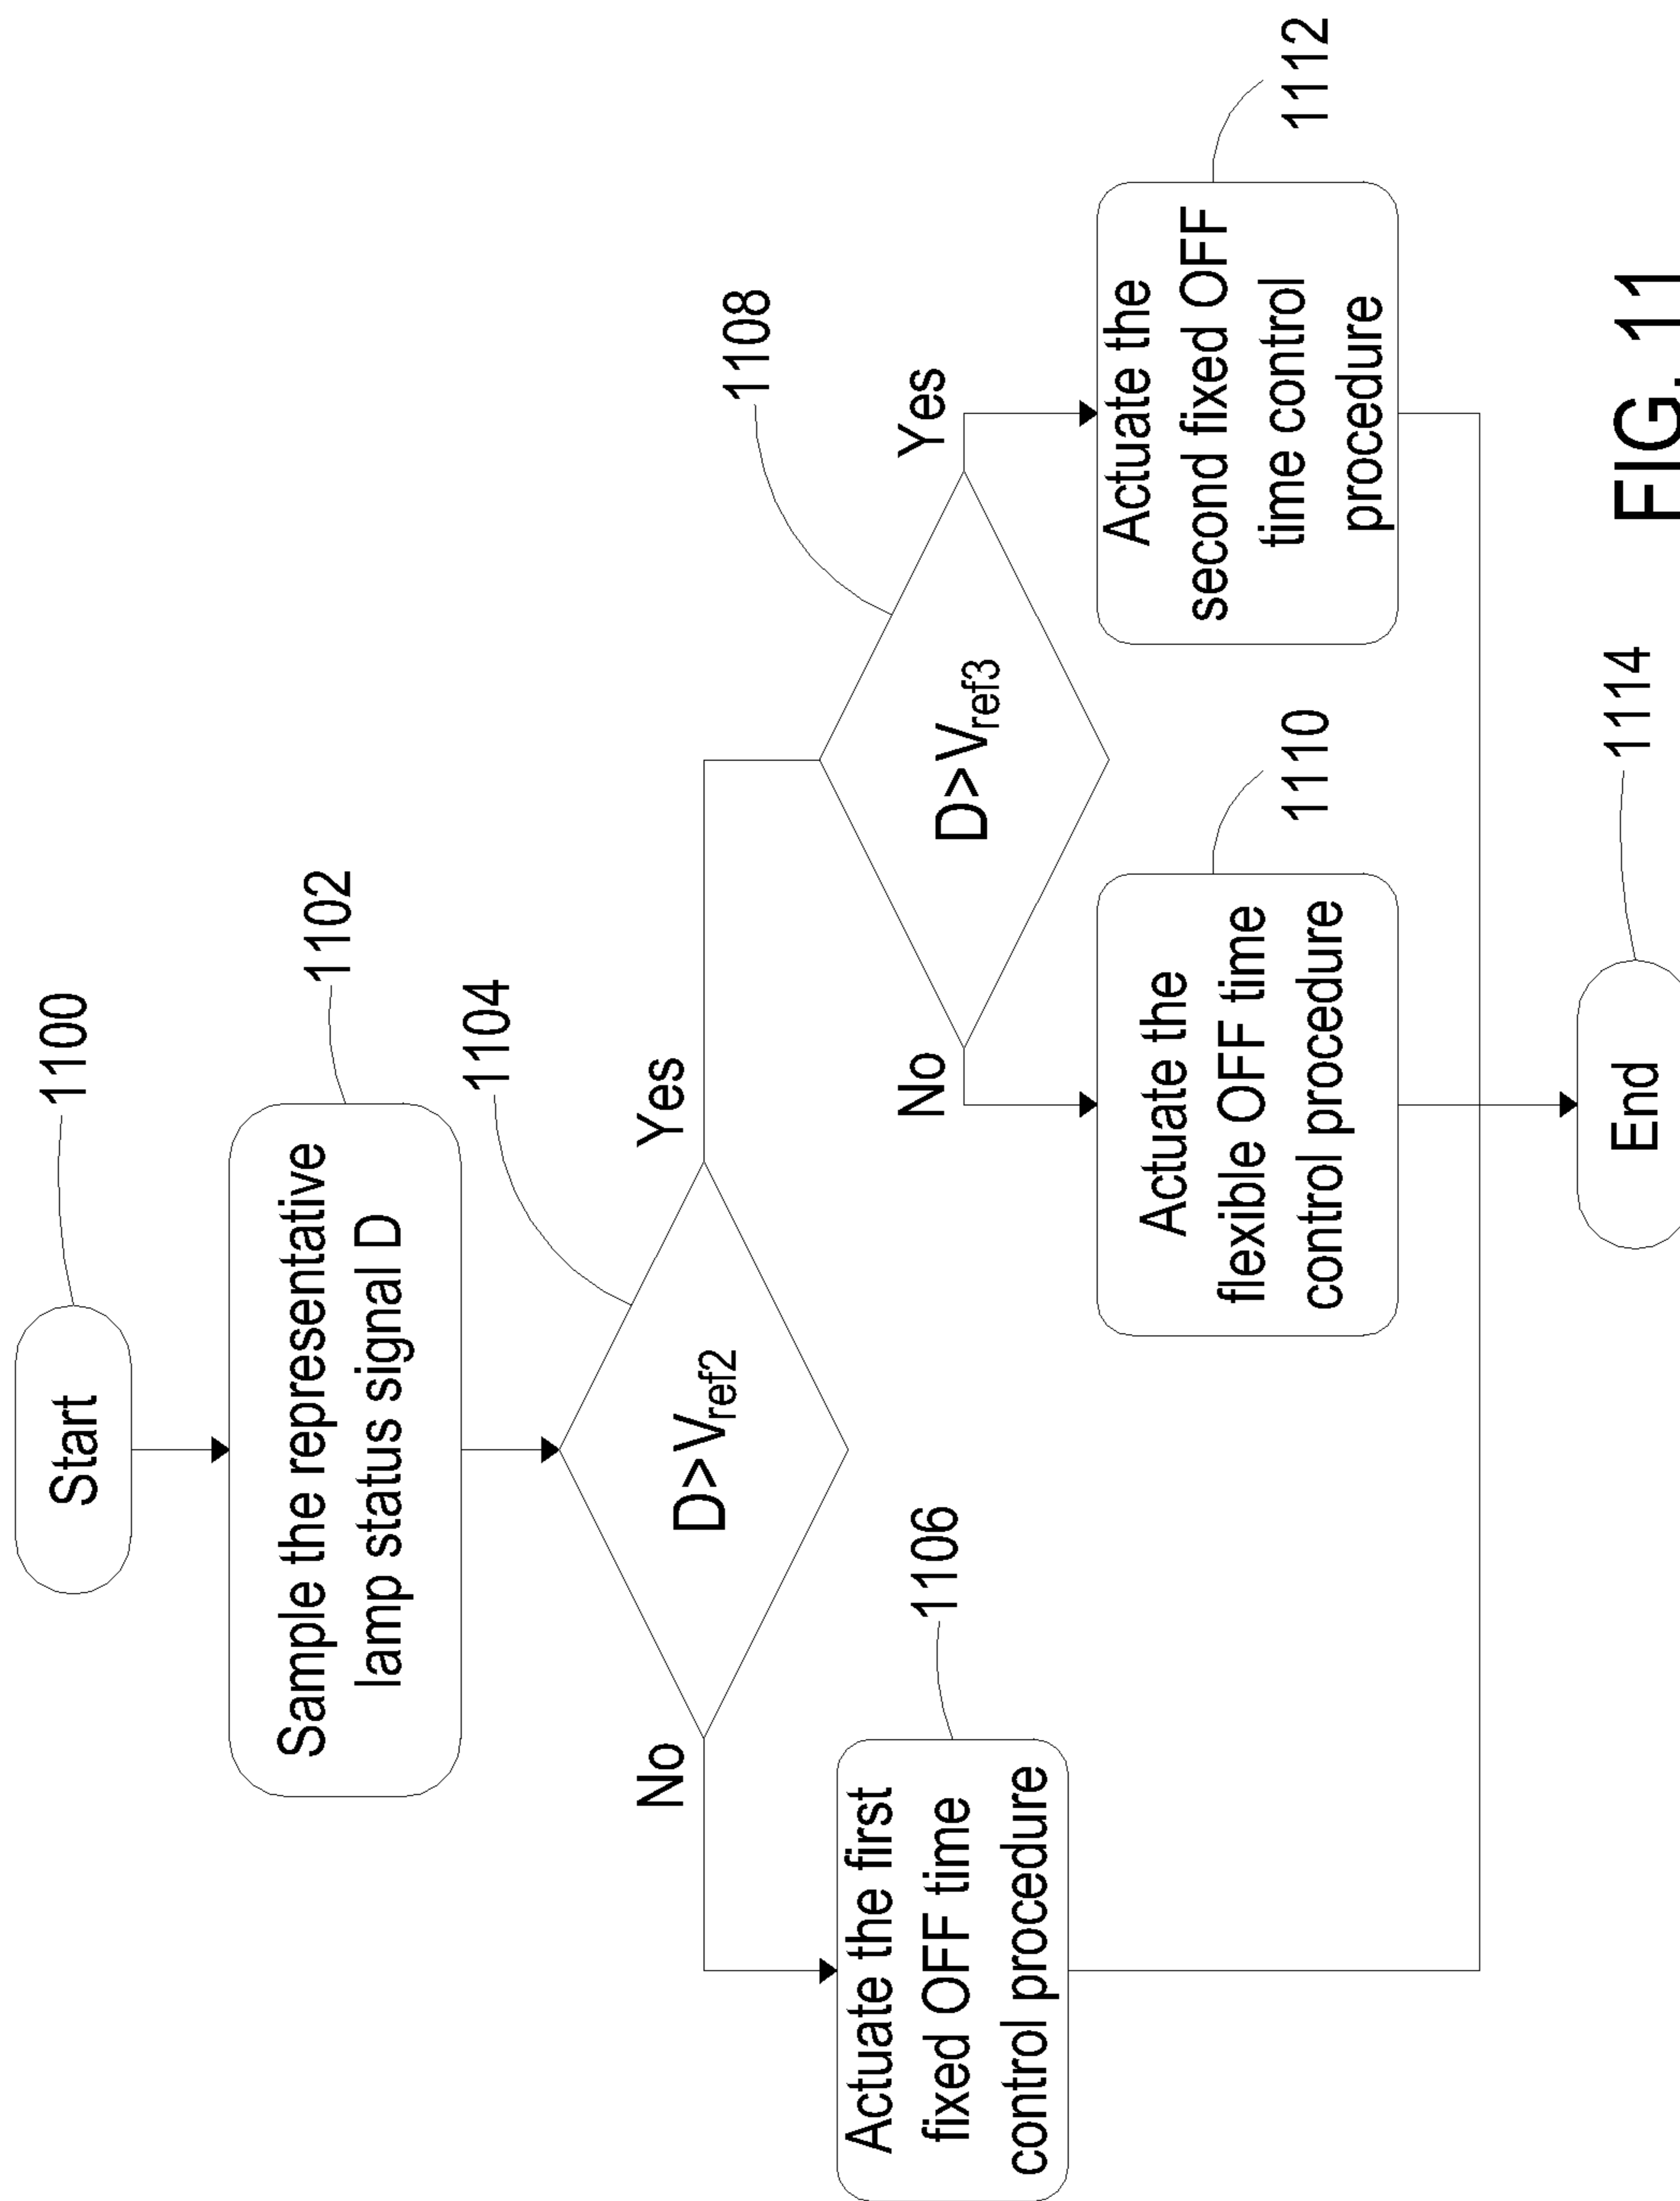 Start
1100
Sample the representative
lamp status signal D
1102
D>Vref2
1104
No
Yes
Actuate the first
fixed OFF time
control procedure
1106
D>Vref3
1108
No
Yes
Actuate the
flexible OFF time
control procedure
1110
Actuate the
second fixed OFF
time control
procedure
1112
End
1114
FIG. 11